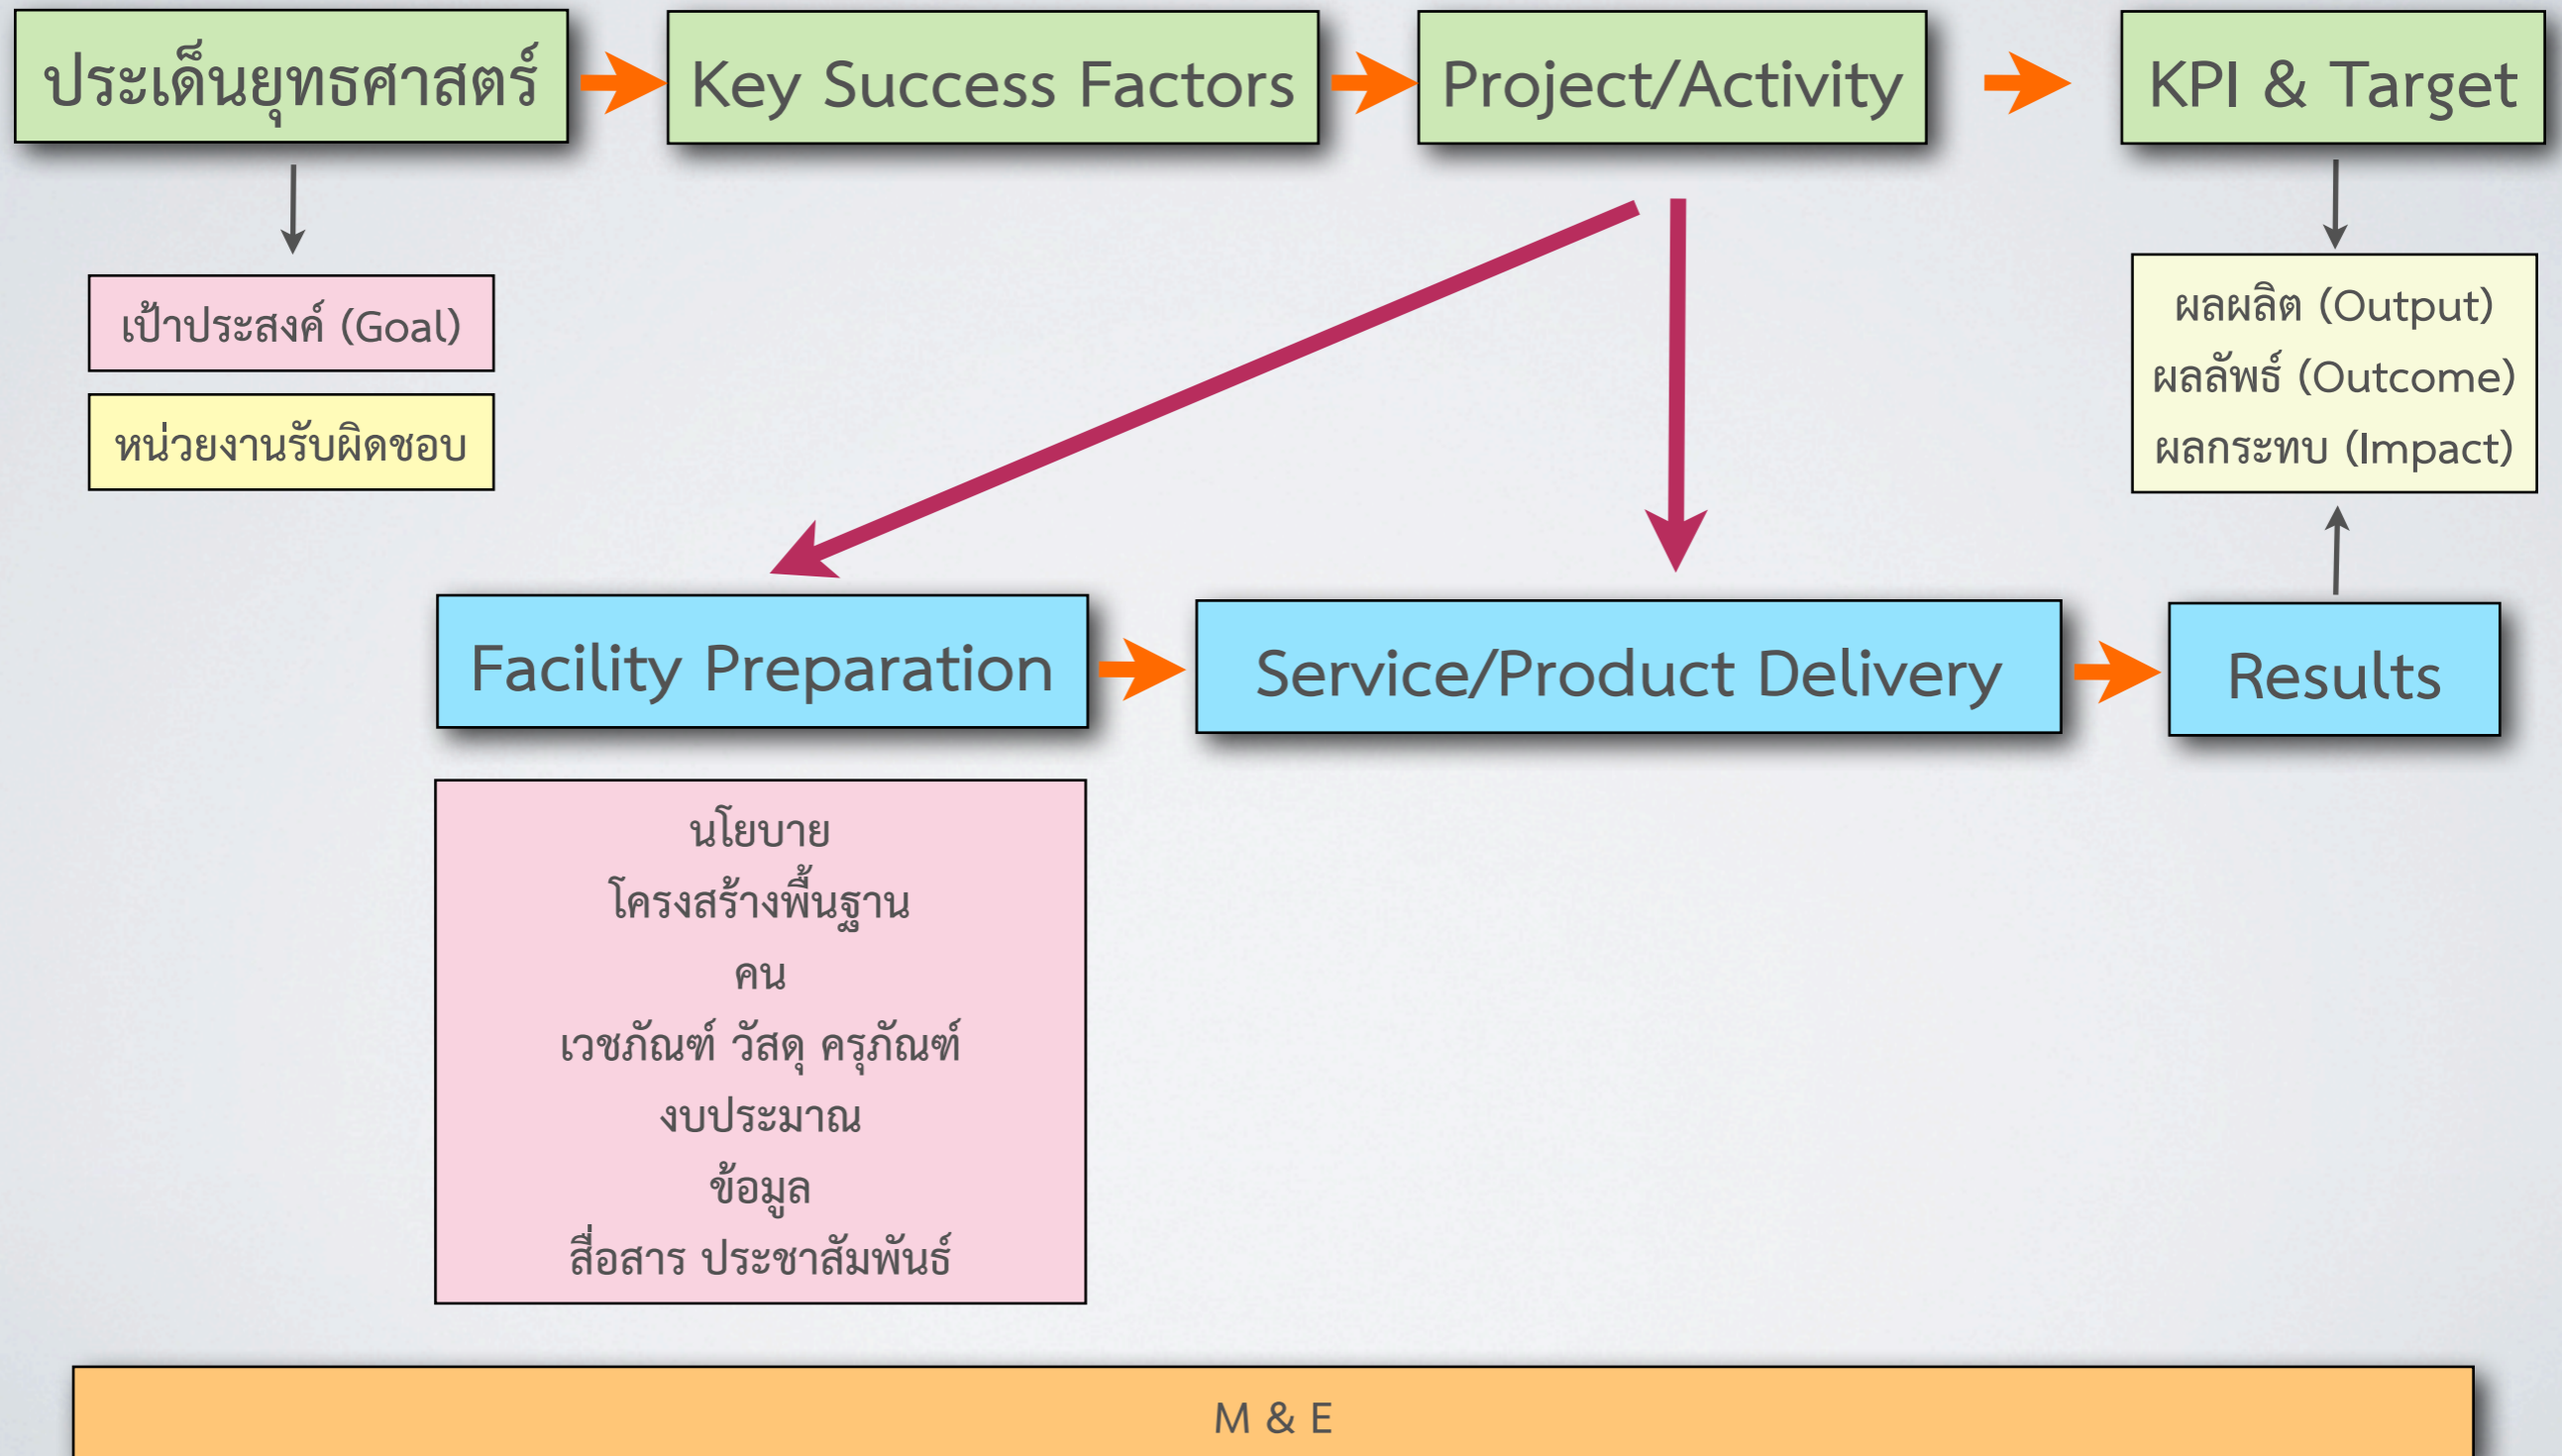 ประเด็นยุทธศาสตร์
Key Success Factors
Project/Activity
KPI & Target
เป้าประสงค์ (Goal)
หน่วยงานรับผิดชอบ
ผลผลิต (Output)
ผลลัพธ์ (Outcome)
ผลกระทบ (Impact)
Facility Preparation
Service/Product Delivery
Results
นโยบาย
โครงสร้างพื้นฐาน
คน
เวชภัณฑ์ วัสดุ ครุภัณฑ์
งบประมาณ
ข้อมูล
สื่อสาร ประชาสัมพันธ์
M & E